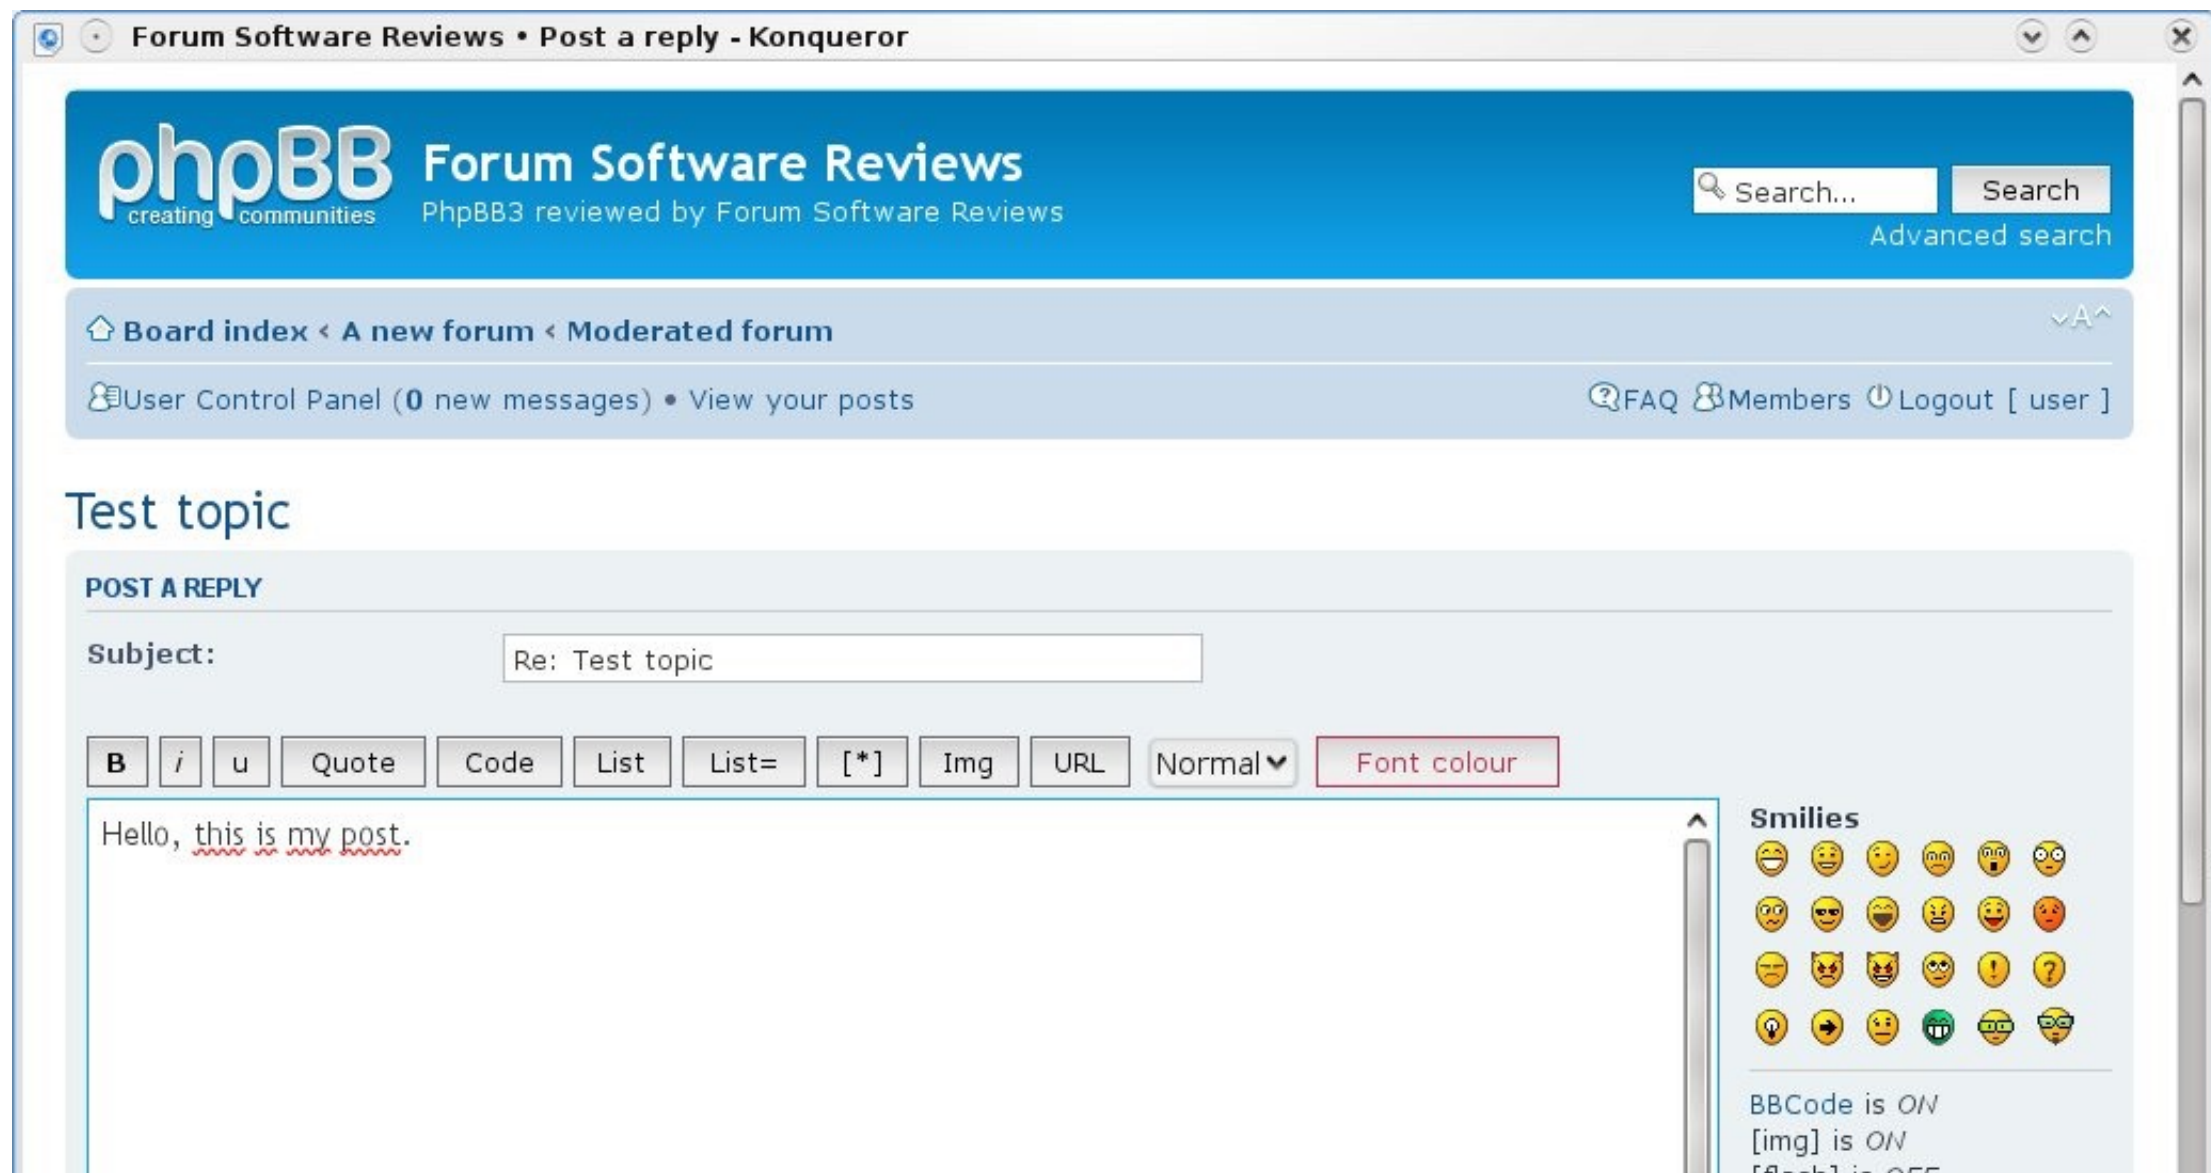 Forum Software Reviews • Post a reply - Konqueror
phpBB
creating communities
Forum Software Reviews
PhpBB3 reviewed by Forum Software Reviews
Search...
Search
Advanced search
Board index ‹ A new forum ‹ Moderated forum
A
User Control Panel (0 new messages) • View your posts
FAQ Members Logout [ user ]
Test topic
POST A REPLY
Subject:
Re: Test topic
B i u Quote Code List List= [*] Img URL Normal Font colour
Hello, this is my post.
Smilies
BBCode is ON
[img] is ON
[flash] is OFF